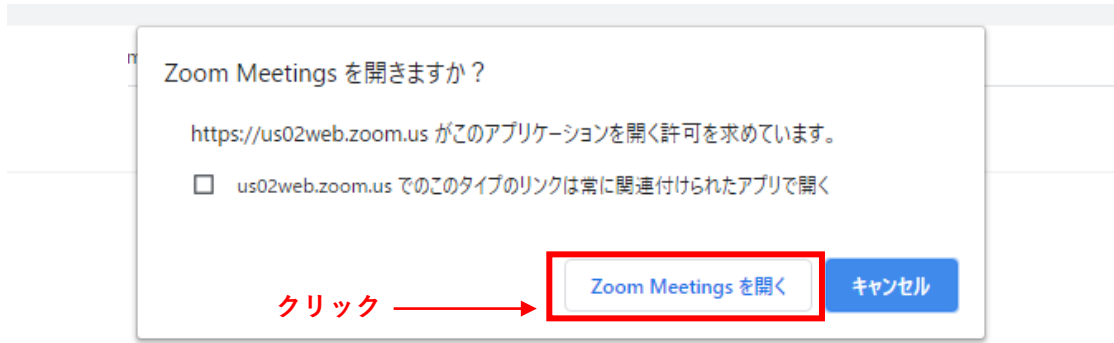 Zoom Meetings を開きますか？
https://us02web.zoom.us がこのアプリケーションを開く許可を求めています。
us02web.zoom.us でのこのタイプのリンクは常に関連付けられたアプリで開く
Zoom Meetings を開く
キャンセル
クリック